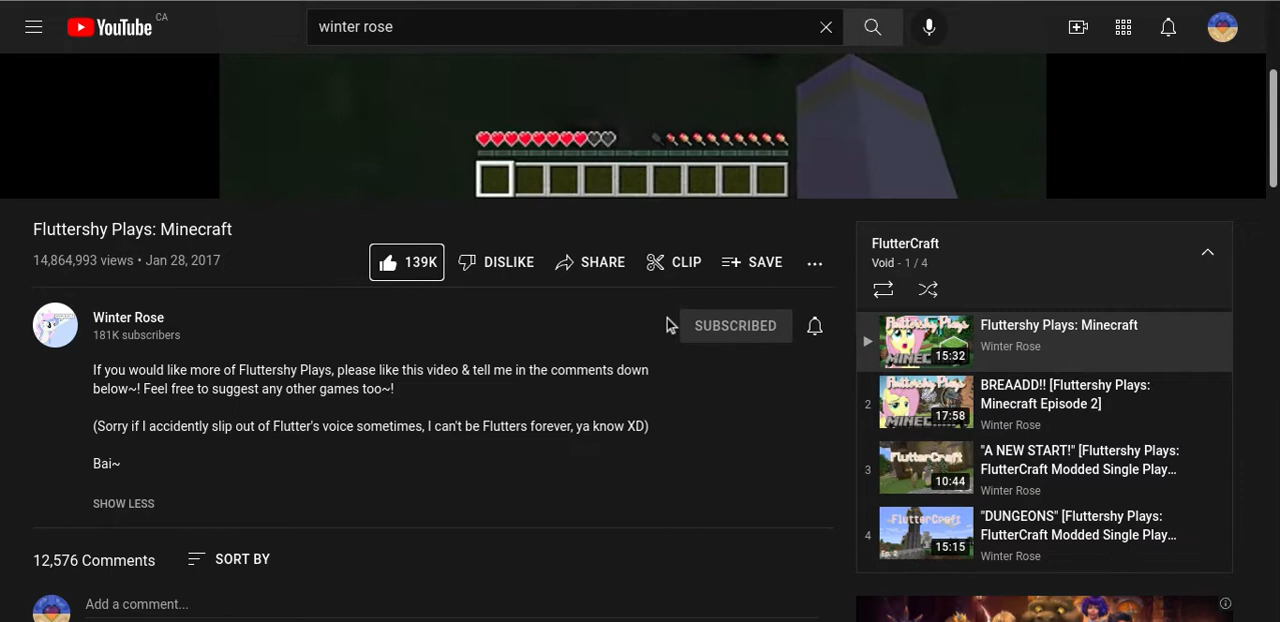 YouTube CA
winter rose
Fluttershy Plays: Minecraft
14,864,993 views • Jan 28, 2017
139K
DISLIKE
SHARE
CLIP
SAVE
Winter Rose
181K subscribers
SUBSCRIBED
If you would like more of Fluttershy Plays, please like this video & tell me in the comments down
below~! Feel free to suggest any other games too~!
(Sorry if I accidently slip out of Flutter's voice sometimes, I can't be Flutters forever, ya know XD)
Bai~
SHOW LESS
12,576 Comments
SORT BY
Add a comment...
FlutterCraft
Void - 1 / 4
Fluttershy Plays
15:32
Fluttershy Plays: Minecraft
Winter Rose
2
Fluttershy Plays
17:58
BREAADD!! [Fluttershy Plays:
Minecraft Episode 2]
Winter Rose
3
FlutterCraft
10:44
"A NEW START!" [Fluttershy Plays:
FlutterCraft Modded Single Play...
Winter Rose
4
FlutterCraft
15:15
"DUNGEONS" [Fluttershy Plays:
FlutterCraft Modded Single Play...
Winter Rose